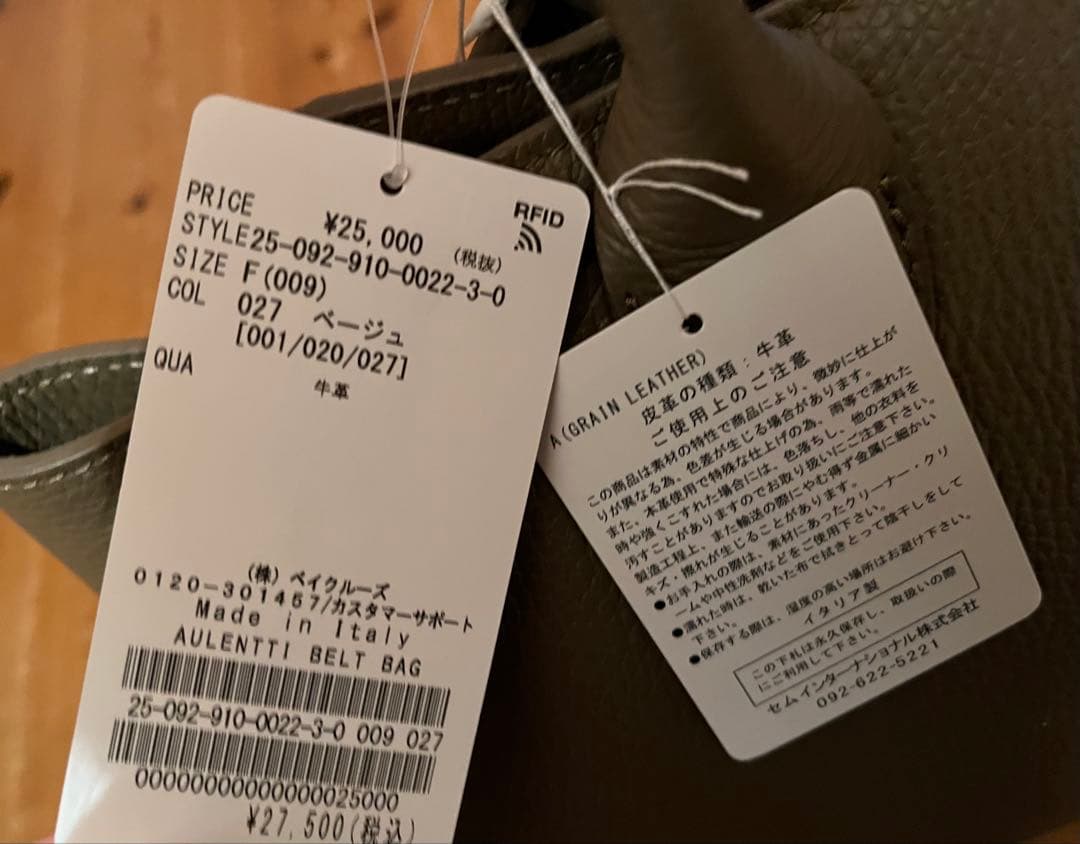 PRICE ¥25,000 (税抜)
RFID
STYLE25-092-910-0022-3-0
SIZE F(009)
COL 027 ベージュ
[001/020/027]
QUA
牛革
(株)ベイクルーズ
0120-301457/カスタマーサポート
Made in Italy
AULENTTI BELT BAG
25-092-910-0022-3-0 009 027
0000000000000000025000
¥27,500(税込)
A(GRAIN LEATHER)
皮革の種類:牛革
ご使用上のご注意
この商品は素材の特性で商品により、微妙に仕上が
りが異なる為、色差が生じる場合があります。
また、本革使用で特殊な仕上げの為、雨等で濡れた
時や強くこすれた場合には、色落ちし、他の衣料を
汚すことがありますのでお取り扱いにご注意下さい。
製造工程上、また輸送の際にやむ得ず金属に細かい
キズ・擦れが生じることがあります。
●お手入れの際は、素材にあったクリーナー・クリ
ームや中性洗剤などをご使用下さい。
●濡れた時は、乾いた布で拭きとって陰干しをして
下さい。
●保存する際は、湿度の高い場所はお避け下さい。
イタリア製
この下札は永久保存し、取扱いの際
にご利用して下さい。
セムインターナショナル株式会社
092-622-5221